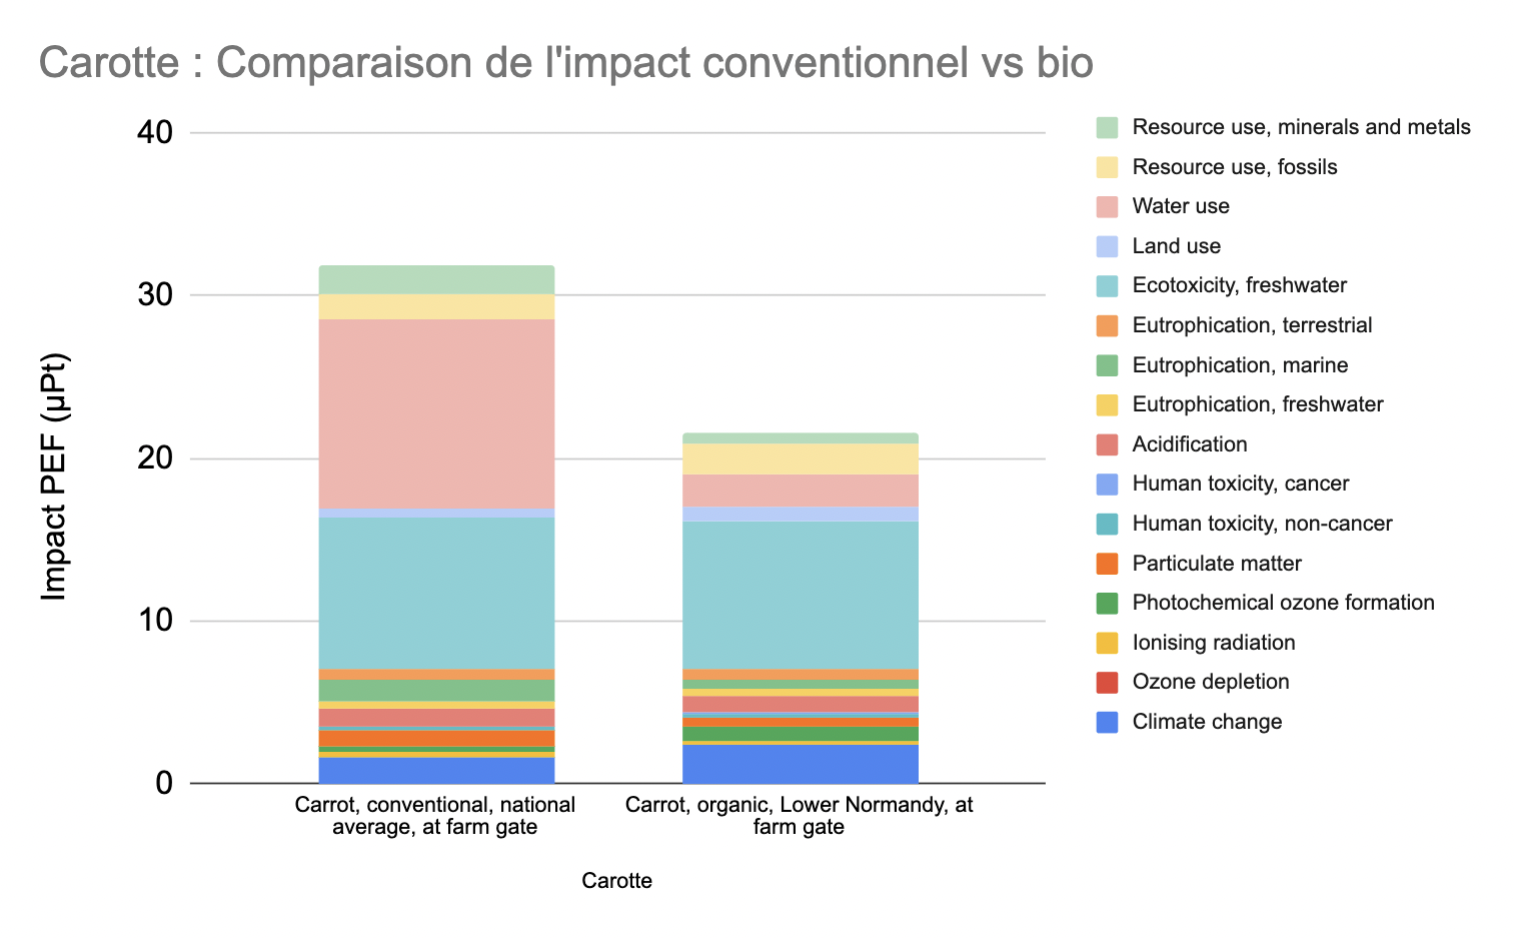 Carotte : Comparaison de l'impact conventionnel vs bio
Impact PEF (µPt)
40
30
20
10
0
Carrot, conventional, national
average, at farm gate
Carrot, organic, Lower Normandy, at
farm gate
Carotte
Resource use, minerals and metals
Resource use, fossils
Water use
Land use
Ecotoxicity, freshwater
Eutrophication, terrestrial
Eutrophication, marine
Eutrophication, freshwater
Acidification
Human toxicity, cancer
Human toxicity, non-cancer
Particulate matter
Photochemical ozone formation
Ionising radiation
Ozone depletion
Climate change